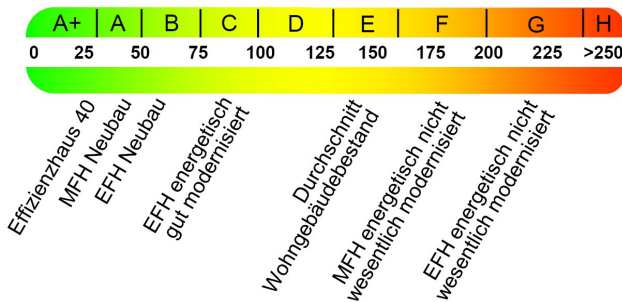 A+ A B C D E F G H
0 25 50 75 100 125 150 175 200 225 >250
Effizienzhaus 40
MFH Neubau
EFH Neubau
EFH energetisch
gut modernisiert
Durchschnitt
Wohngebäudebestand
MFH energetisch nicht
wesentlich modernisiert
EFH energetisch nicht
wesentlich modernisiert